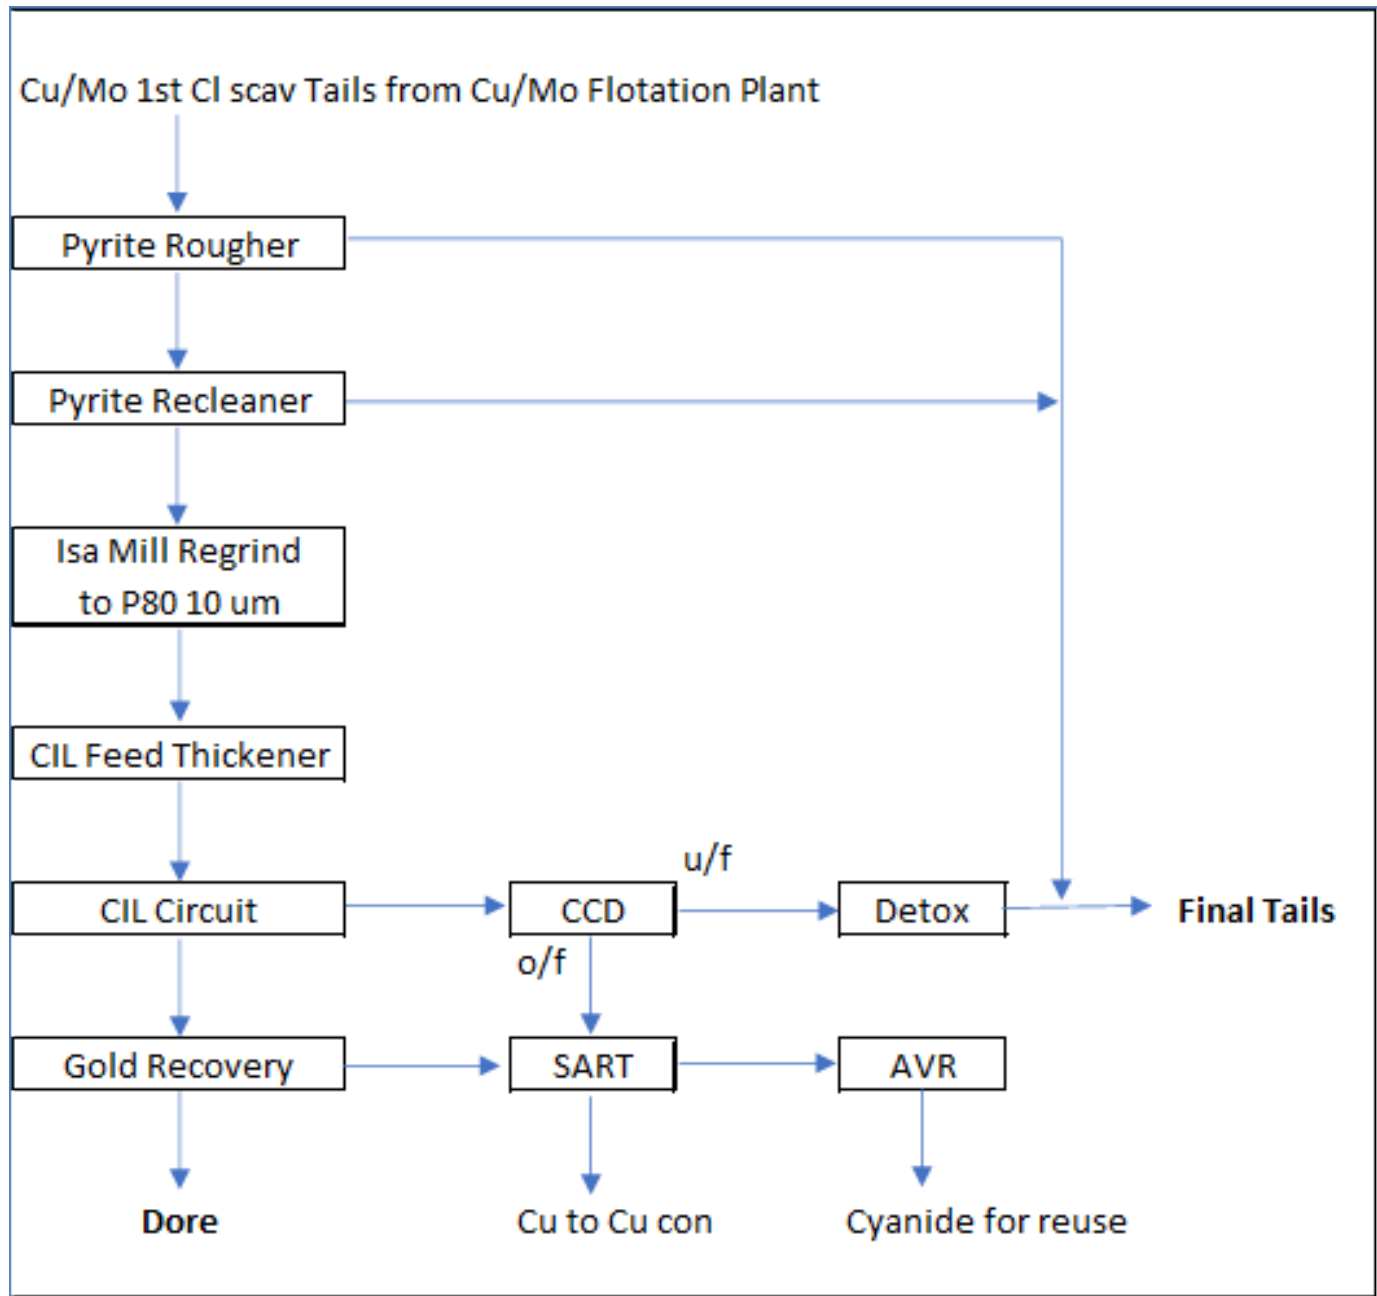 Cu/Mo 1st Cl scav Tails from Cu/Mo Flotation Plant
Pyrite Rougher
Pyrite Recleaner
Isa Mill Regrind
to P80 10 um
CIL Feed Thickener
u/f
CIL Circuit
CCD
Detox
Final Tails
o/f
Gold Recovery
SART
AVR
Dore
Cu to Cu con
Cyanide for reuse